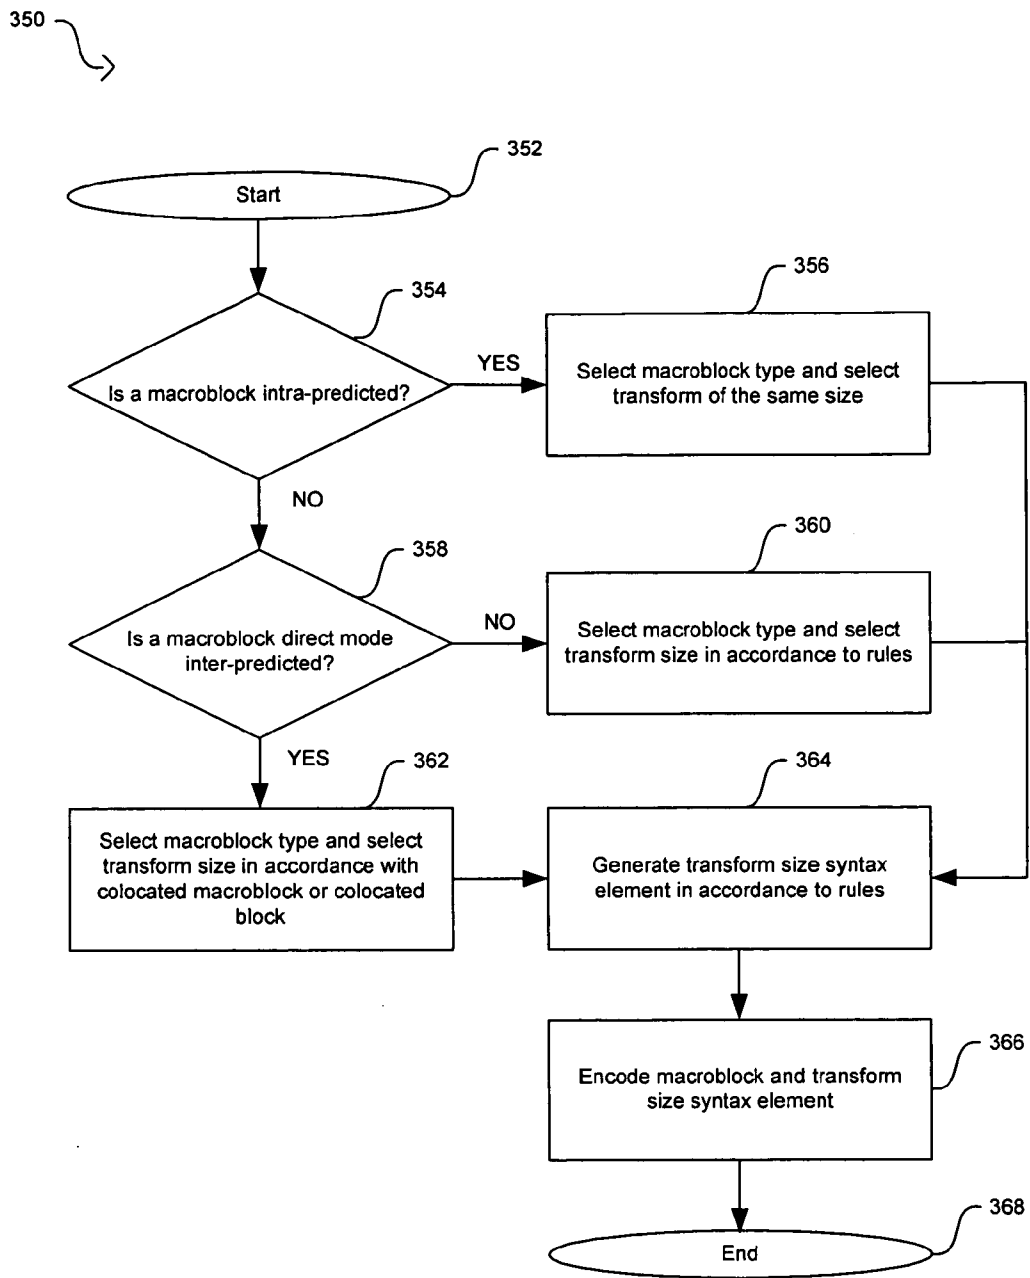 350
352
Start
354
356
Is a macroblock intra-predicted?
YES
Select macroblock type and select
transform of the same size
NO
358
360
Is a macroblock direct mode
inter-predicted?
NO
Select macroblock type and select
transform size in accordance to rules
YES
362
364
Select macroblock type and select
transform size in accordance with
colocated macroblock or colocated
block
Generate transform size syntax
element in accordance to rules
366
Encode macroblock and transform
size syntax element
368
End